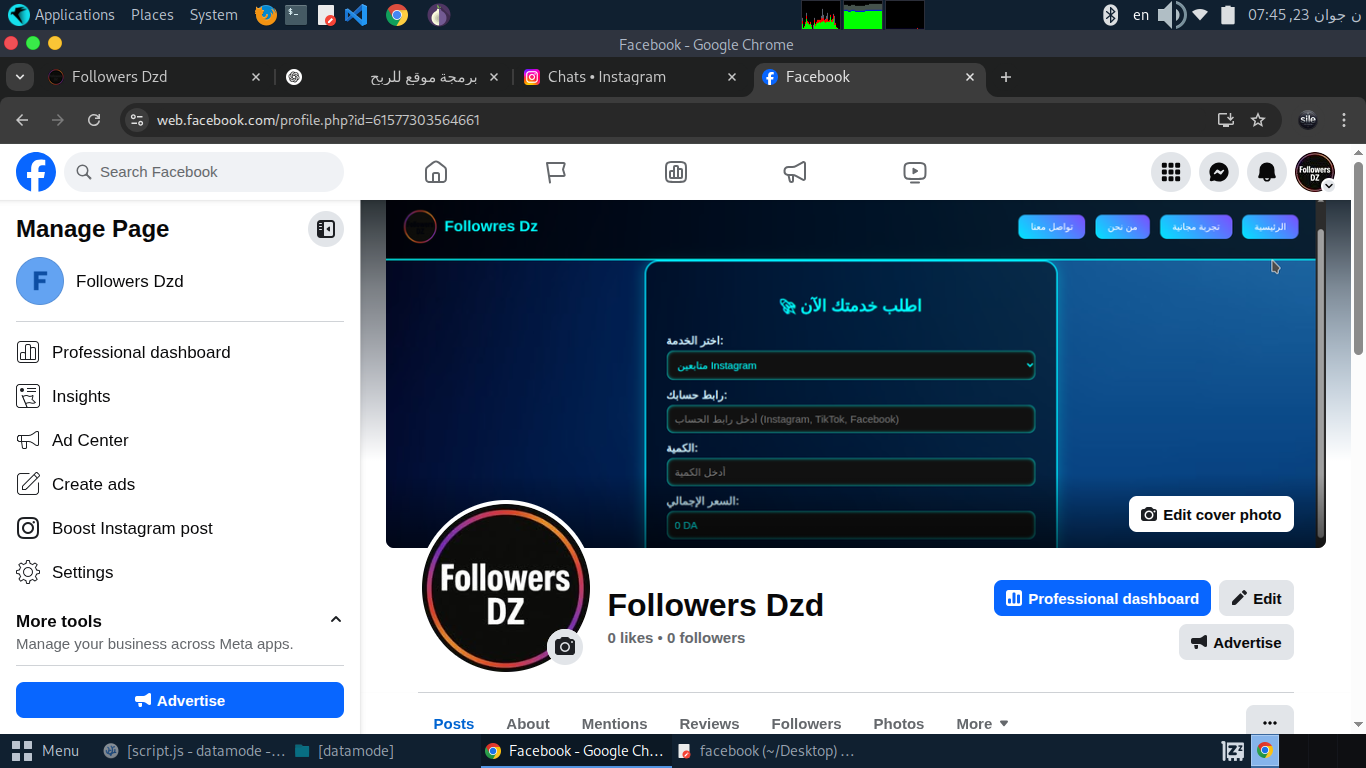 Applications Places System
en
ن جوان 23, 07:45
Facebook - Google Chrome
Followers Dzd
برمجة موقع للربح
Chats • Instagram
Facebook
web.facebook.com/profile.php?id=61577303564661
silo
Search Facebook
Followers DZ
Manage Page
F
Followers Dzd
Professional dashboard
Insights
Ad Center
Create ads
Boost Instagram post
Settings
More tools
Manage your business across Meta apps.
Advertise
Followres Dz
الرئيسية
تجربة مجانية
من نحن
تواصل معنا
اطلب خدمتك الآن 🚀
اختر الخدمة:
متابعين Instagram
رابط حسابك:
أدخل رابط الحساب (Instagram, TikTok, Facebook)
الكمية:
أدخل الكمية
السعر الإجمالي:
0 DA
Edit cover photo
Followers
DZ
Followers Dzd
0 likes • 0 followers
Professional dashboard
Edit
Advertise
Posts About Mentions Reviews Followers Photos More
...
Menu
[script.js - datamode -...
[datamode]
Facebook - Google Ch...
facebook (~/Desktop) ...